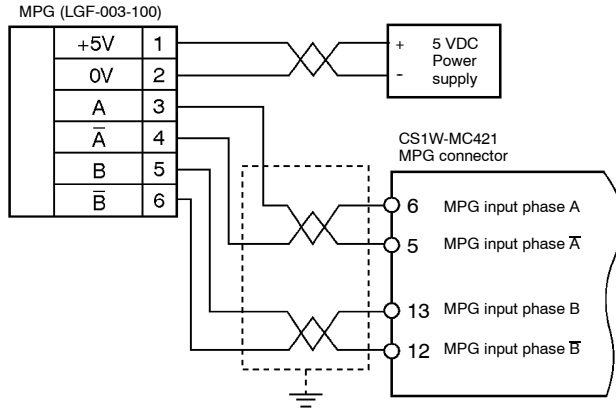 MPG (LGF-003-100)
+5V 1
0V 2
A 3
A̅ 4
B 5
B̅ 6
+ 5 VDC
Power
- supply
CS1W-MC421
MPG connector
6 MPG input phase A
5 MPG input phase A̅
13 MPG input phase B
12 MPG input phase B̅